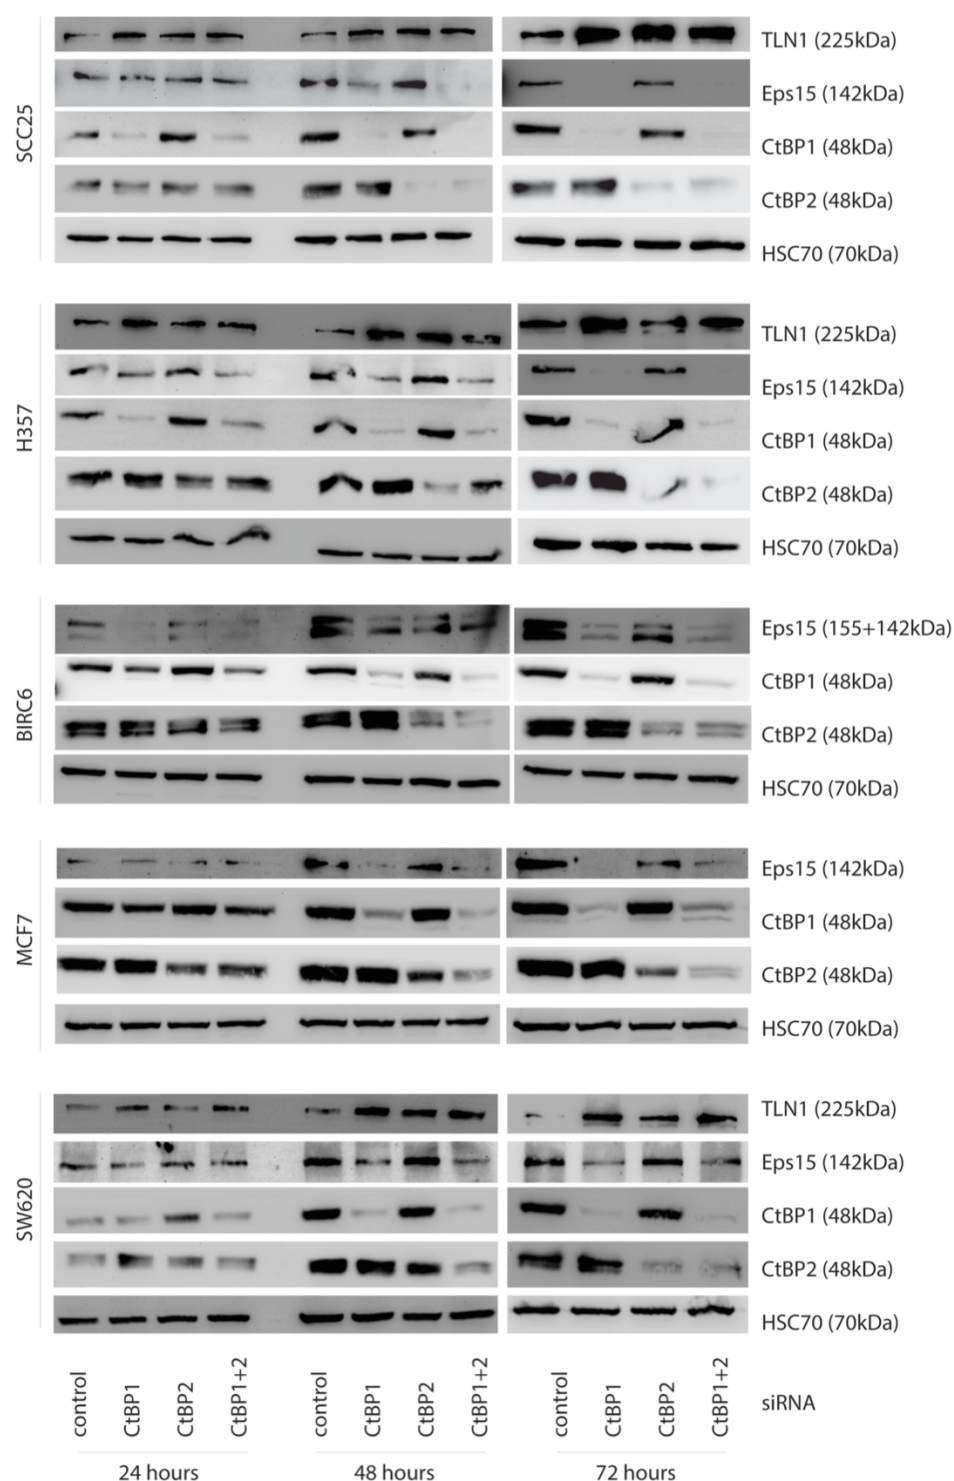 SCC25
TLN1 (225kDa)
Eps15 (142kDa)
CtBP1 (48kDa)
CtBP2 (48kDa)
HSC70 (70kDa)
H357
TLN1 (225kDa)
Eps15 (142kDa)
CtBP1 (48kDa)
CtBP2 (48kDa)
HSC70 (70kDa)
BIRC6
Eps15 (155+142kDa)
CtBP1 (48kDa)
CtBP2 (48kDa)
HSC70 (70kDa)
MCF7
Eps15 (142kDa)
CtBP1 (48kDa)
CtBP2 (48kDa)
HSC70 (70kDa)
SW620
TLN1 (225kDa)
Eps15 (142kDa)
CtBP1 (48kDa)
CtBP2 (48kDa)
HSC70 (70kDa)
control
CtBP1
CtBP2
CtBP1+2
control
CtBP1
CtBP2
CtBP1+2
control
CtBP1
CtBP2
CtBP1+2
siRNA
24 hours
48 hours
72 hours